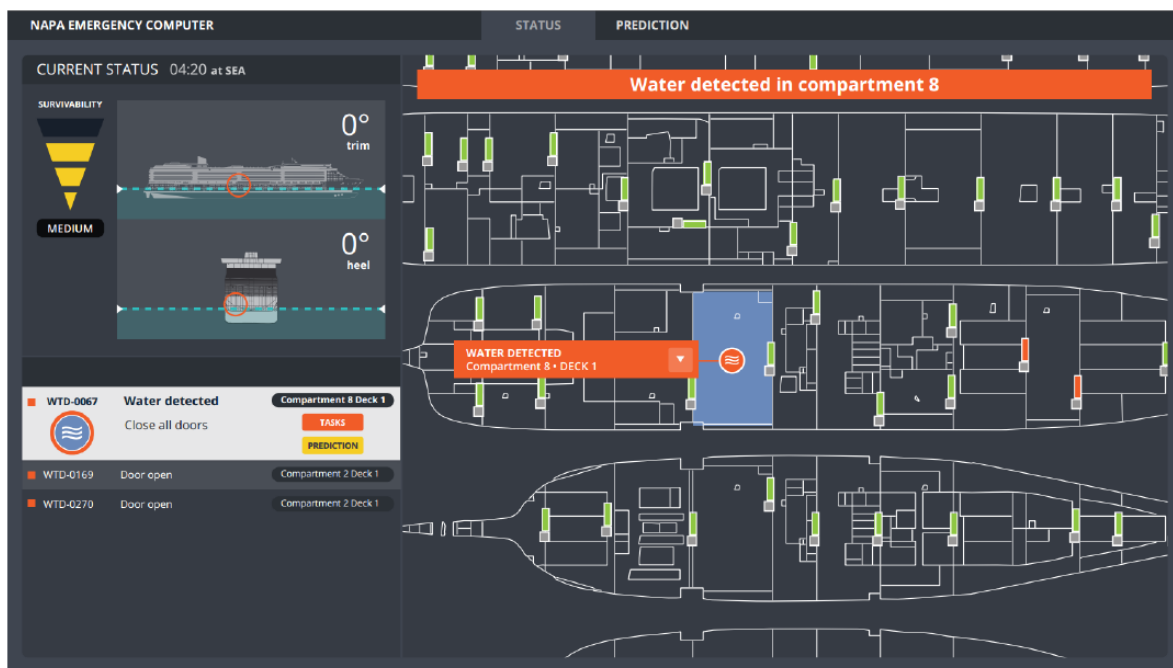 NAPA EMERGENCY COMPUTER
STATUS
PREDICTION
CURRENT STATUS 04:20 at SEA
SURVIVABILITY
0°
trim
MEDIUM
0°
heel
Water detected in compartment 8
WATER DETECTED
Compartment 8 • DECK 1
WTD-0067 Water detected Compartment 8 Deck 1
Close all doors TASKS
PREDICTION
WTD-0169 Door open Compartment 2 Deck 1
WTD-0270 Door open Compartment 2 Deck 1